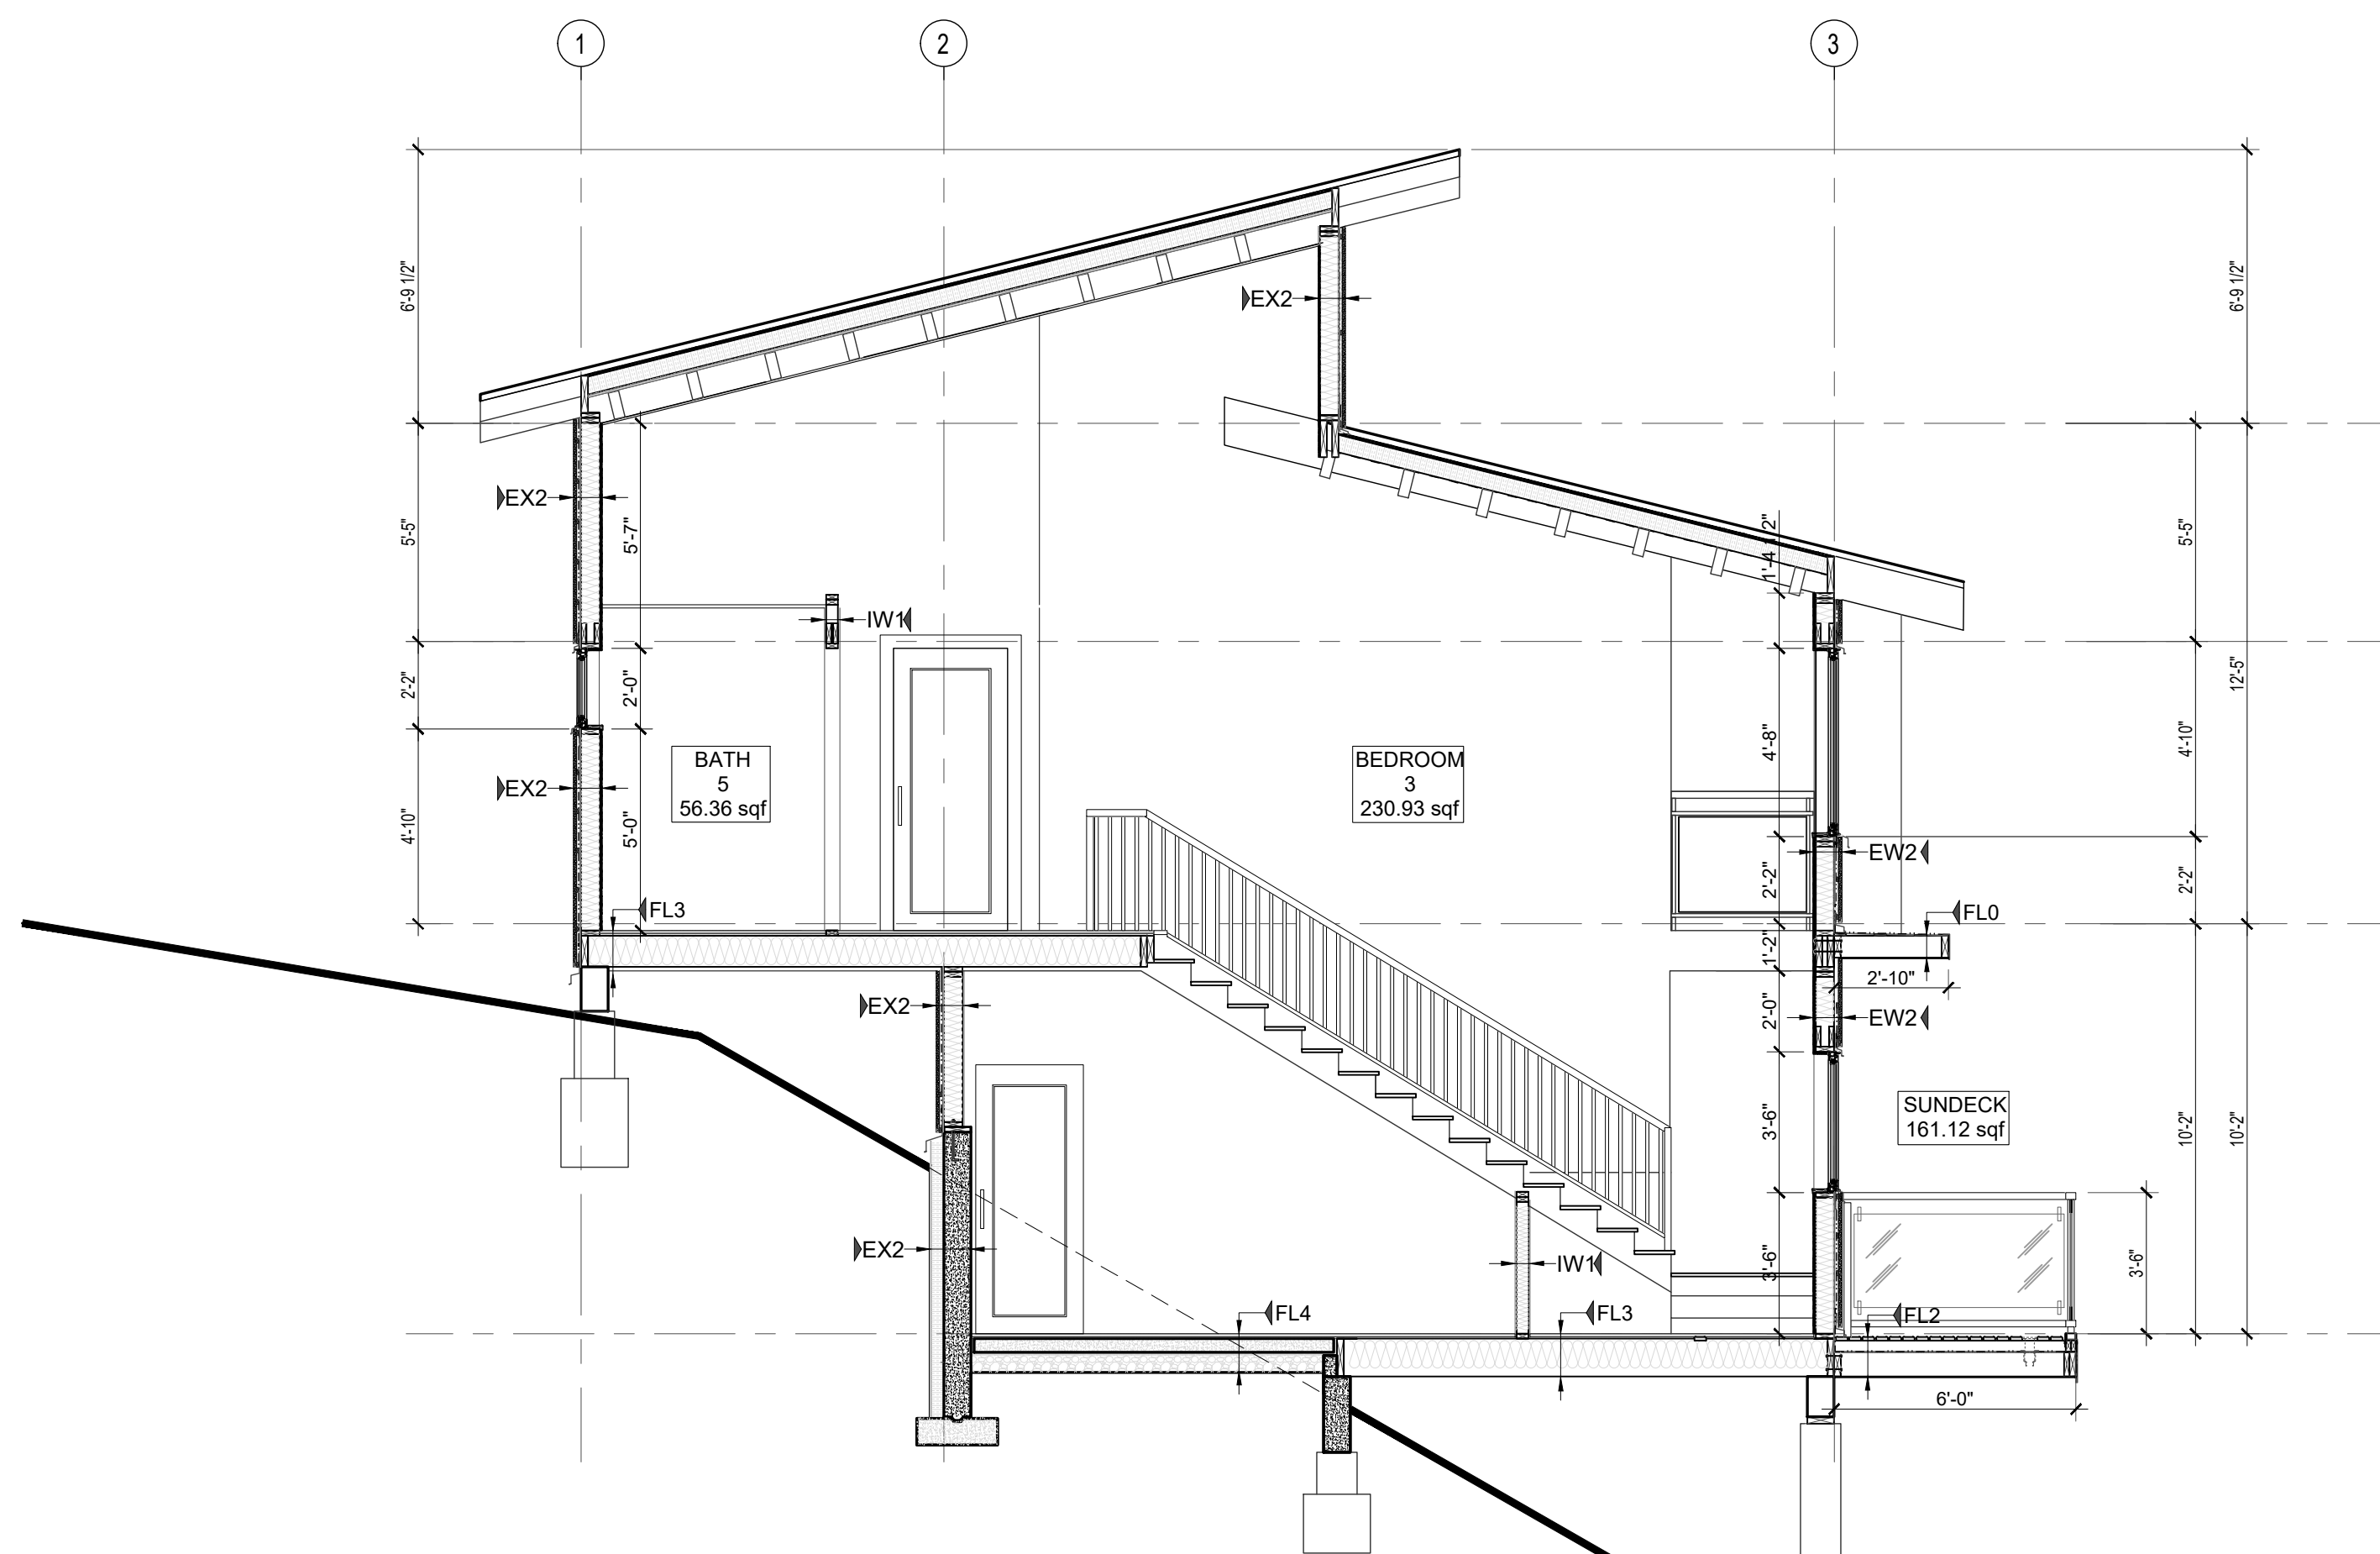 1
2
3
6'-9 1/2"
6'-9 1/2"
EX2
EX2
5'-5"
5'-7"
1'-4 1/2"
5'-5"
IW1
2'-2"
2'-0"
12'-5"
BATH
5
56.36 sqf
BEDROOM
3
230.93 sqf
4'-8"
4'-10"
EX2
4'-10"
5'-0"
EW2
2'-2"
2'-2"
FL3
FL0
1'-2"
2'-10"
EX2
2'-0"
EW2
SUNDECK
161.12 sqf
3'-6"
10'-2"
10'-2"
EX2
IW1
3'-6"
3'-6"
FL4
FL3
FL2
6'-0"